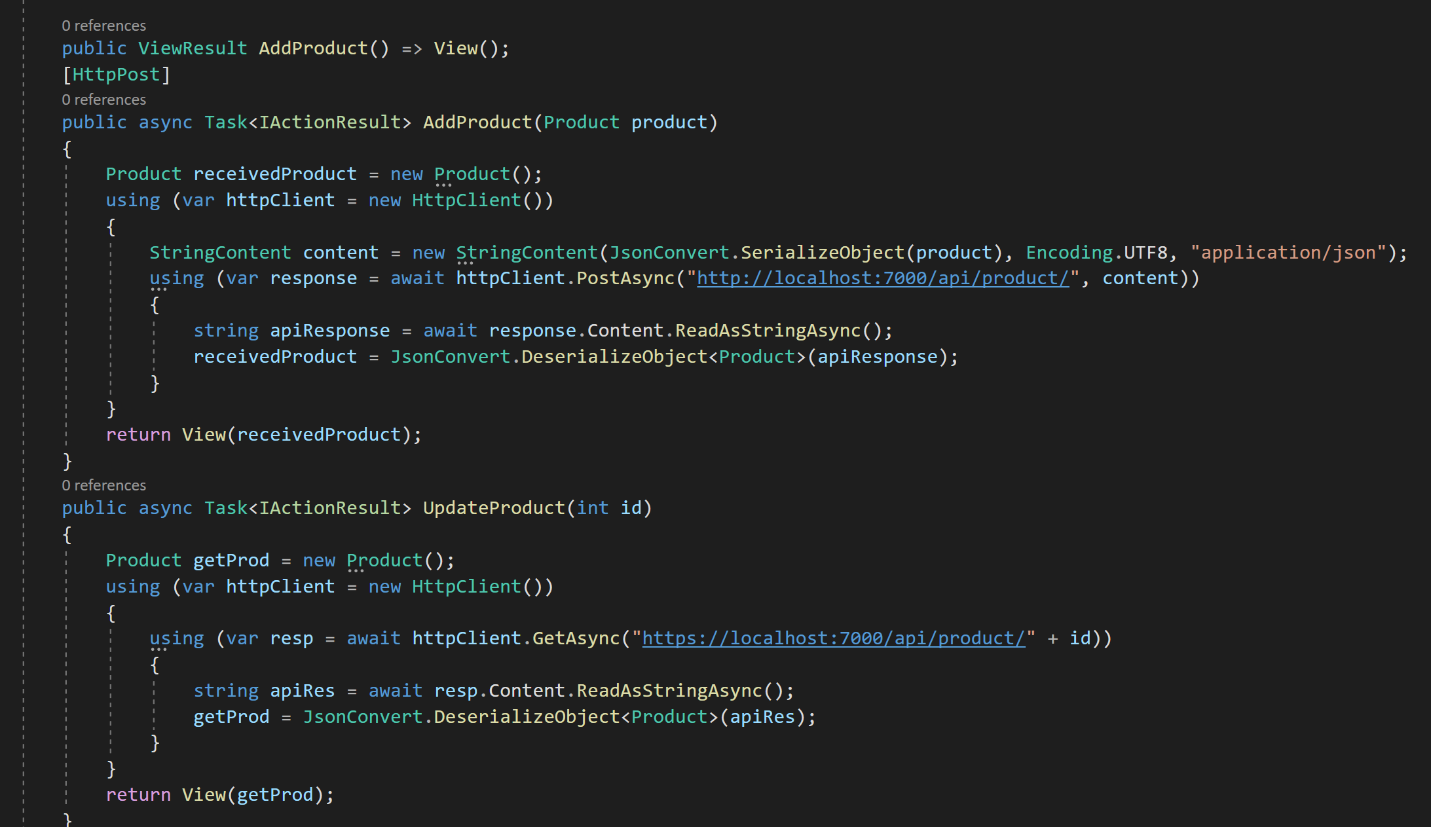 0 references
public ViewResult AddProduct() => View();
[HttpPost]
0 references
public async Task<IActionResult> AddProduct(Product product)
{
    Product receivedProduct = new Product();
    using (var httpClient = new HttpClient())
    {
        StringContent content = new StringContent(JsonConvert.SerializeObject(product), Encoding.UTF8, "application/json");
        using (var response = await httpClient.PostAsync("http://localhost:7000/api/product/", content))
        {
            string apiResponse = await response.Content.ReadAsStringAsync();
            receivedProduct = JsonConvert.DeserializeObject<Product>(apiResponse);
        }
    }
    return View(receivedProduct);
}
0 references
public async Task<IActionResult> UpdateProduct(int id)
{
    Product getProd = new Product();
    using (var httpClient = new HttpClient())
    {
        using (var resp = await httpClient.GetAsync("https://localhost:7000/api/product/" + id))
        {
            string apiRes = await resp.Content.ReadAsStringAsync();
            getProd = JsonConvert.DeserializeObject<Product>(apiRes);
        }
    }
    return View(getProd);
}